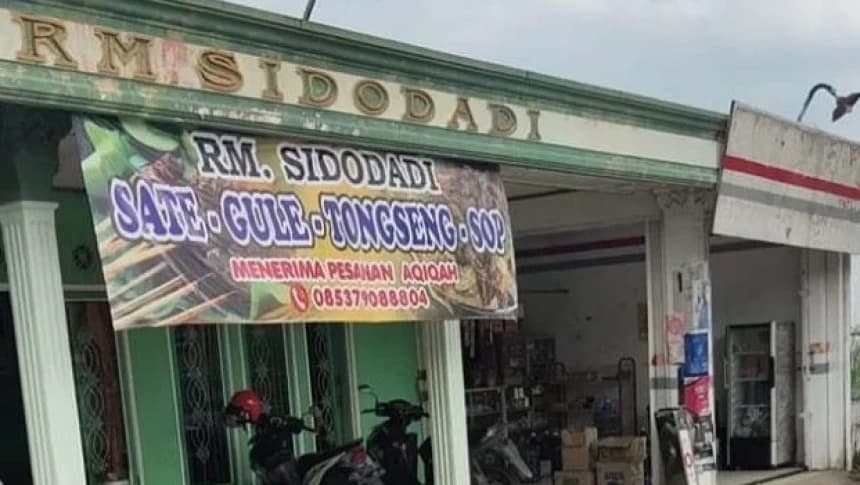 RM. SIDODADI
RM. SIDODADI
SATE - GULE - TONGSENG - SOP
MENERIMA PESANAN AQIQAH
085379088804